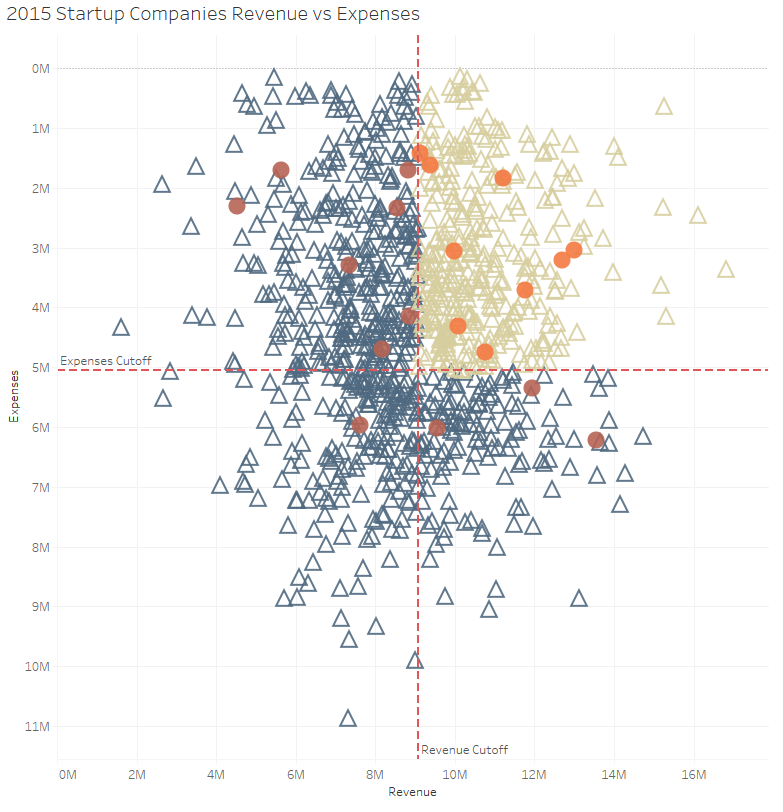 2015 Startup Companies Revenue vs Expenses
0M
1M
2M
3M
4M
Expenses Cutoff
5M
Expenses
6M
7M
8M
9M
10M
11M
Revenue Cutoff
0M 2M 4M 6M 8M 10M 12M 14M 16M
Revenue